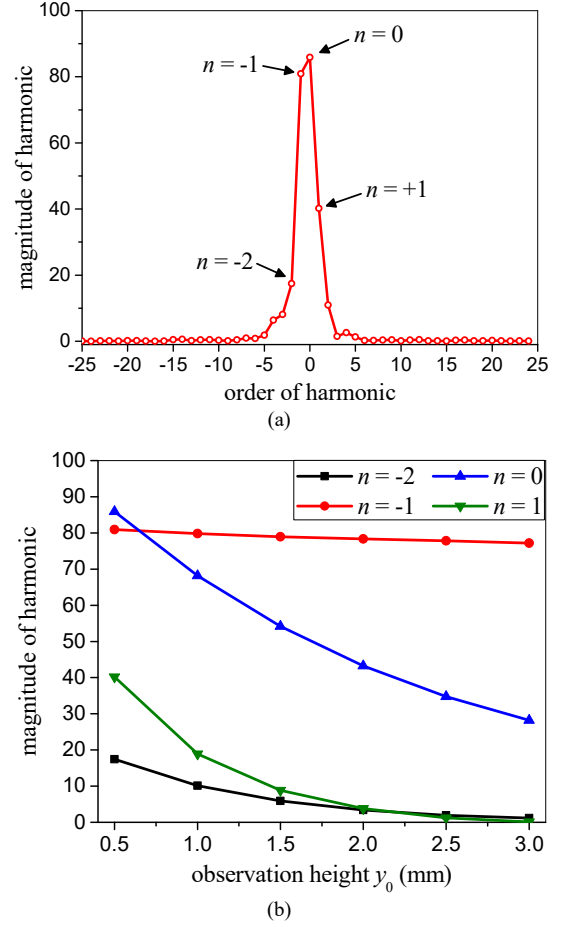 100
80
60
40
20
0
magnitude of harmonic
n = 0
n = -1
n = +1
n = -2
-25 -20 -15 -10 -5 0 5 10 15 20 25
order of harmonic
(a)
100
90
80
70
60
50
40
30
20
10
0
magnitude of harmonic
n = -2 n = 0
n = -1 n = 1
0.5 1.0 1.5 2.0 2.5 3.0
observation height y0 (mm)
(b)